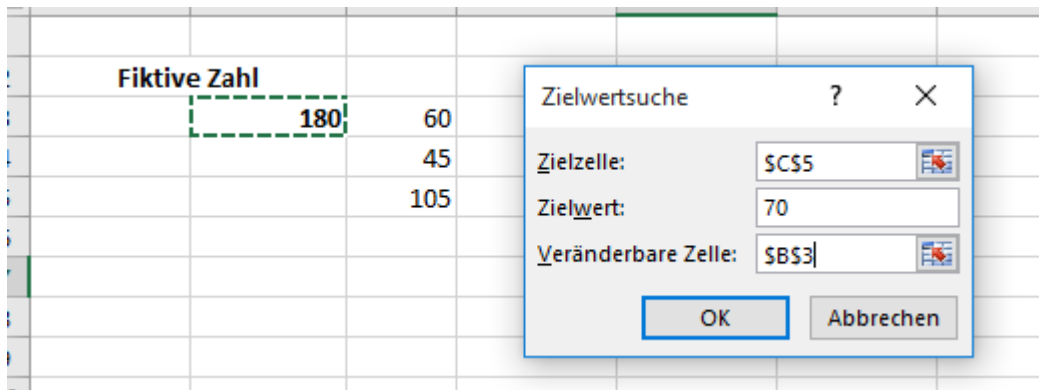 Fiktive Zahl
180 60
45
105
Zielwertsuche ? ×
Zielzelle: $C$5
Zielwert: 70
Veränderbare Zelle: $B$3
OK Abbrechen